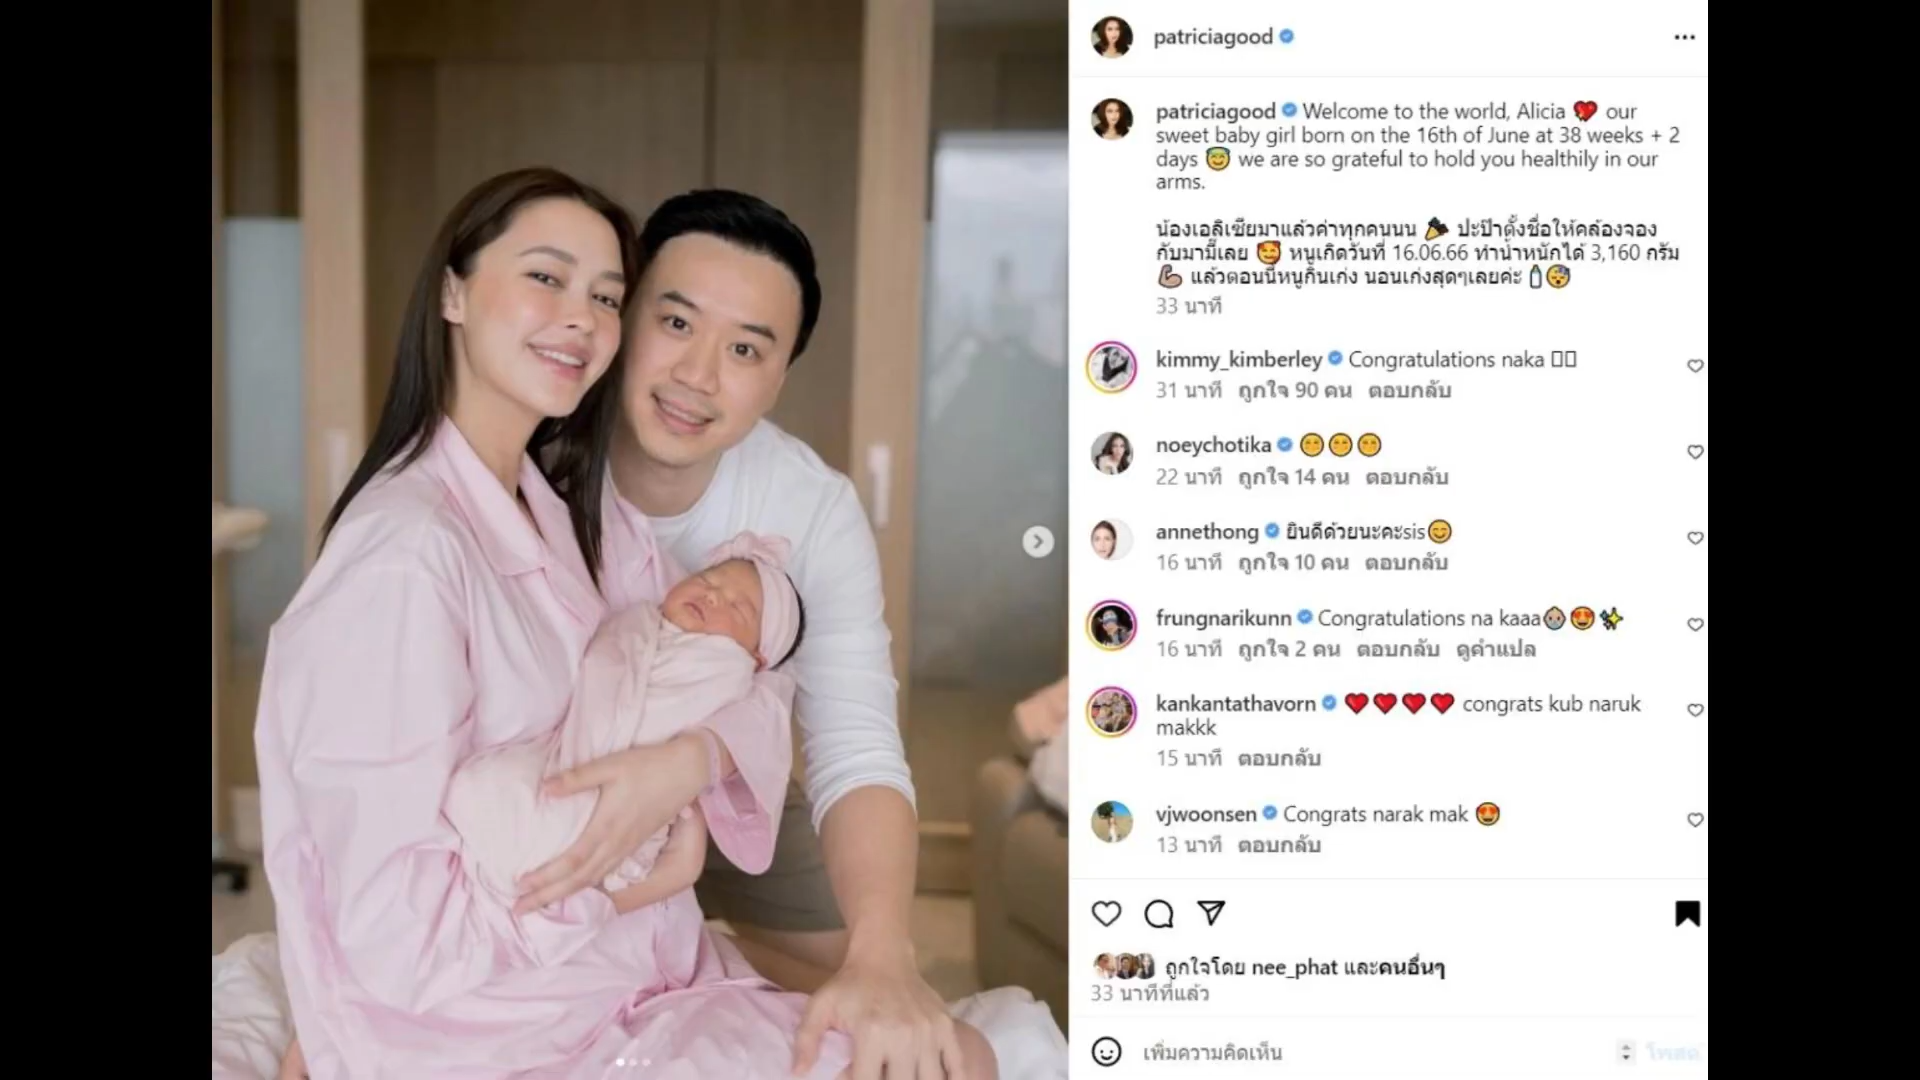 patriciagood
patriciagood Welcome to the world, Alicia ❤️ our
sweet baby girl born on the 16th of June at 38 weeks + 2
days 😇 we are so grateful to hold you healthily in our
arms.
น้องเอลิเซียมาแล้วค่าทุกคนนน 🎉 ปะป๊าตั้งชื่อให้คล้องจอง
กับมามี๊เลย 🥰 หนูเกิดวันที่ 16.06.66 ทำน้ำหนักได้ 3,160 กรัม
💪🏼 แล้วตอนนี้หนูกินเก่ง นอนเก่งสุดๆเลยค่ะ 🍼😴
33 นาที
kimmy_kimberley Congratulations naka
31 นาที ถูกใจ 90 คน ตอบกลับ
noeychotika 😊😊😊
22 นาที ถูกใจ 14 คน ตอบกลับ
annethong ยินดีด้วยนะคะsis😊
16 นาที ถูกใจ 10 คน ตอบกลับ
frungnarikunn Congratulations na kaaa👶🏼😍✨
16 นาที ถูกใจ 2 คน ตอบกลับ ดูคำแปล
kankantathavorn ❤️❤️❤️❤️ congrats kub naruk
makkk
15 นาที ตอบกลับ
vjwoonsen Congrats narak mak 😍
13 นาที ตอบกลับ
ถูกใจโดย nee_phat และคนอื่นๆ
33 นาทีที่แล้ว
เพิ่มความคิดเห็น โพสต์